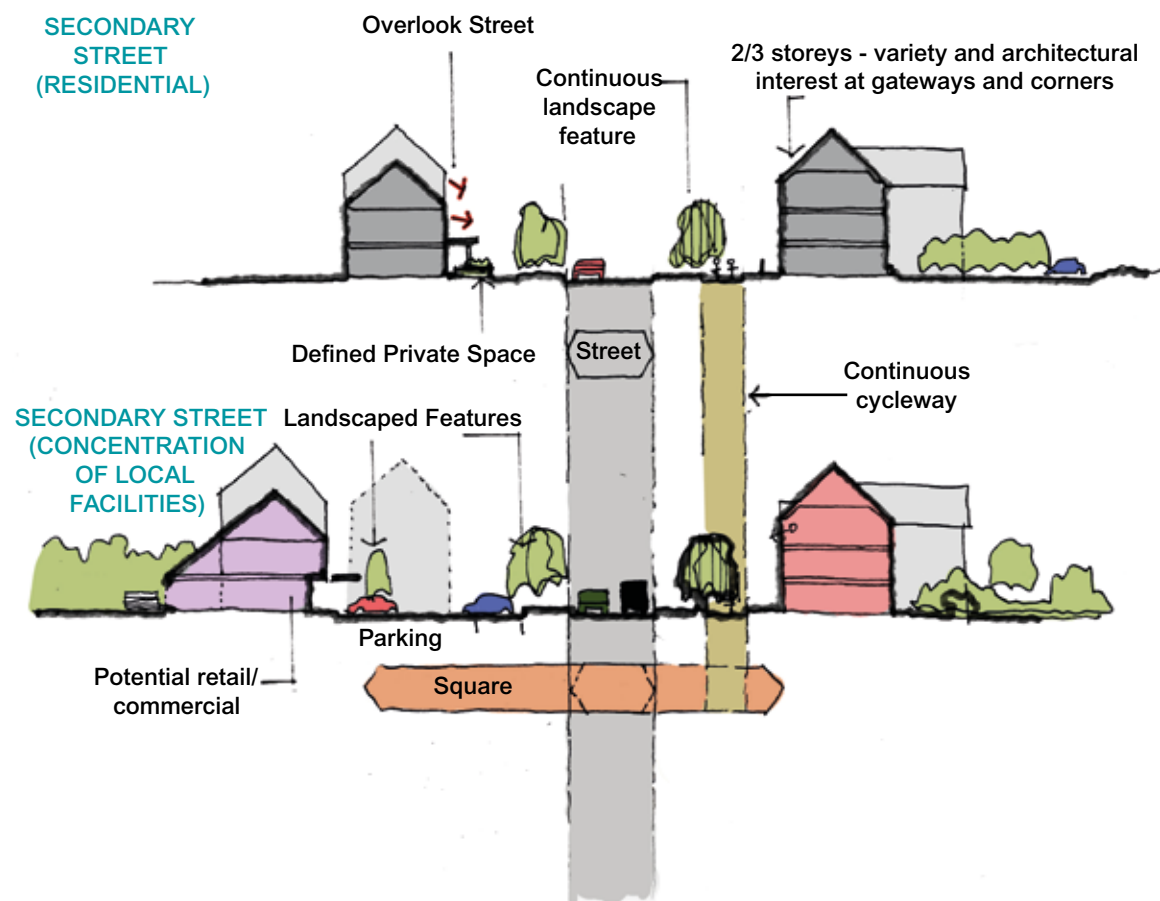 SECONDARY
STREET
(RESIDENTIAL)
Overlook Street
Continuous
landscape
feature
2/3 storeys - variety and architectural
interest at gateways and corners
Defined Private Space
Street
Continuous
cycleway
SECONDARY STREET
(CONCENTRATION
OF LOCAL
FACILITIES)
Landscaped Features
Parking
Potential retail/
commercial
Square